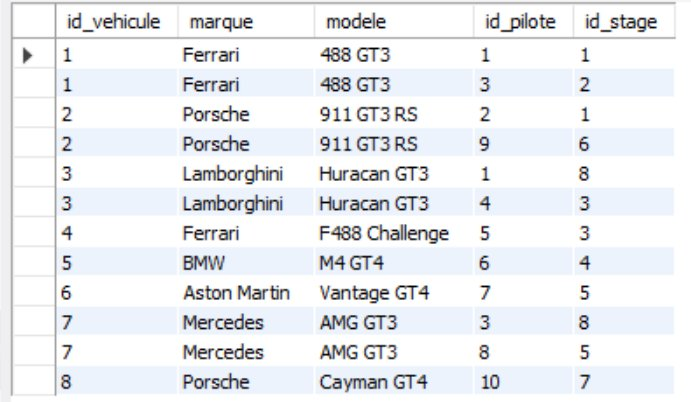 id_vehicule marque modele id_pilote id_stage
1 Ferrari 488 GT3 1 1
1 Ferrari 488 GT3 3 2
2 Porsche 911 GT3 RS 2 1
2 Porsche 911 GT3 RS 9 6
3 Lamborghini Huracan GT3 1 8
3 Lamborghini Huracan GT3 4 3
4 Ferrari F488 Challenge 5 3
5 BMW M4 GT4 6 4
6 Aston Martin Vantage GT4 7 5
7 Mercedes AMG GT3 3 8
7 Mercedes AMG GT3 8 5
8 Porsche Cayman GT4 10 7